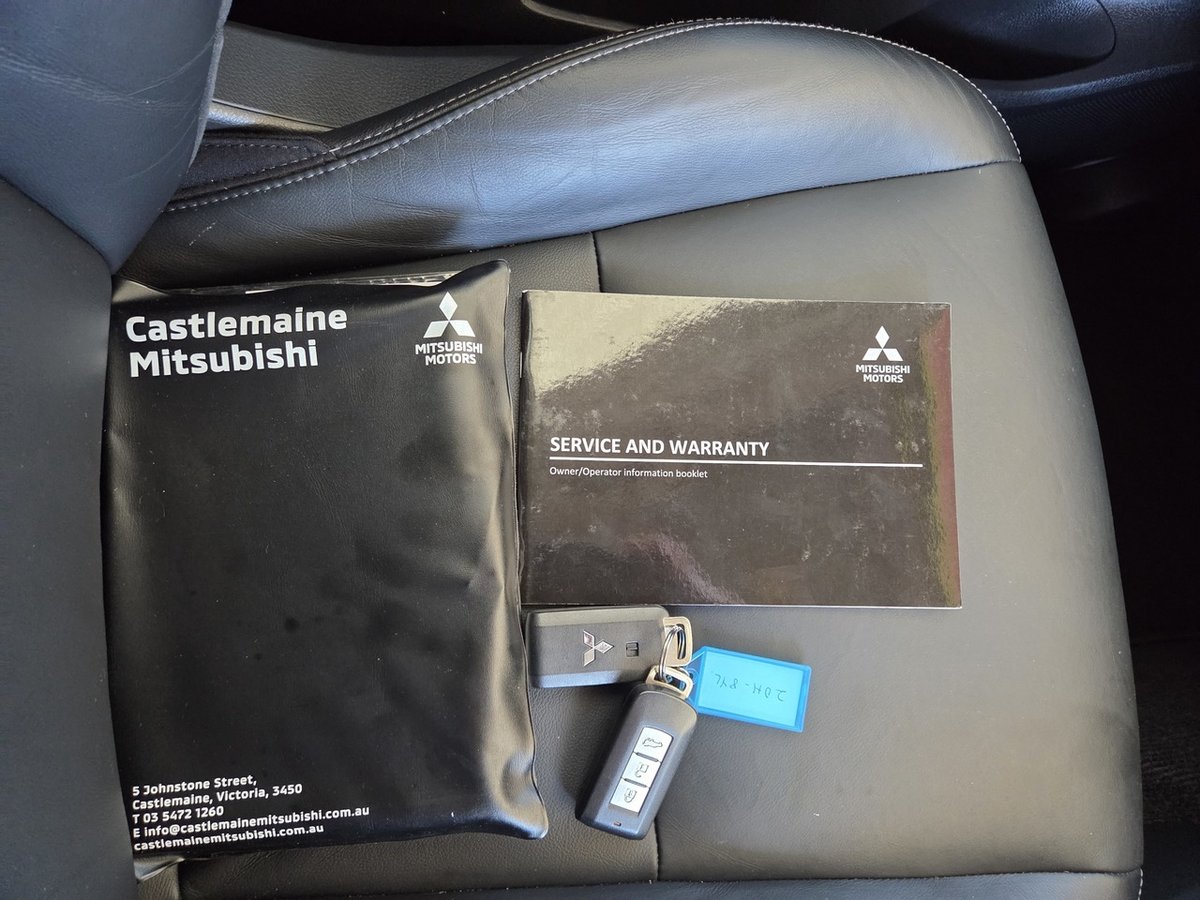 Castlemaine
Mitsubishi
MITSUBISHI
MOTORS
5 Johnstone Street,
Castlemaine, Victoria, 3450
T 03 5472 1260
E info@castlemainemitsubishi.com.au
castlemainemitsubishi.com.au
MITSUBISHI
MOTORS
SERVICE AND WARRANTY
Owner/Operator information booklet